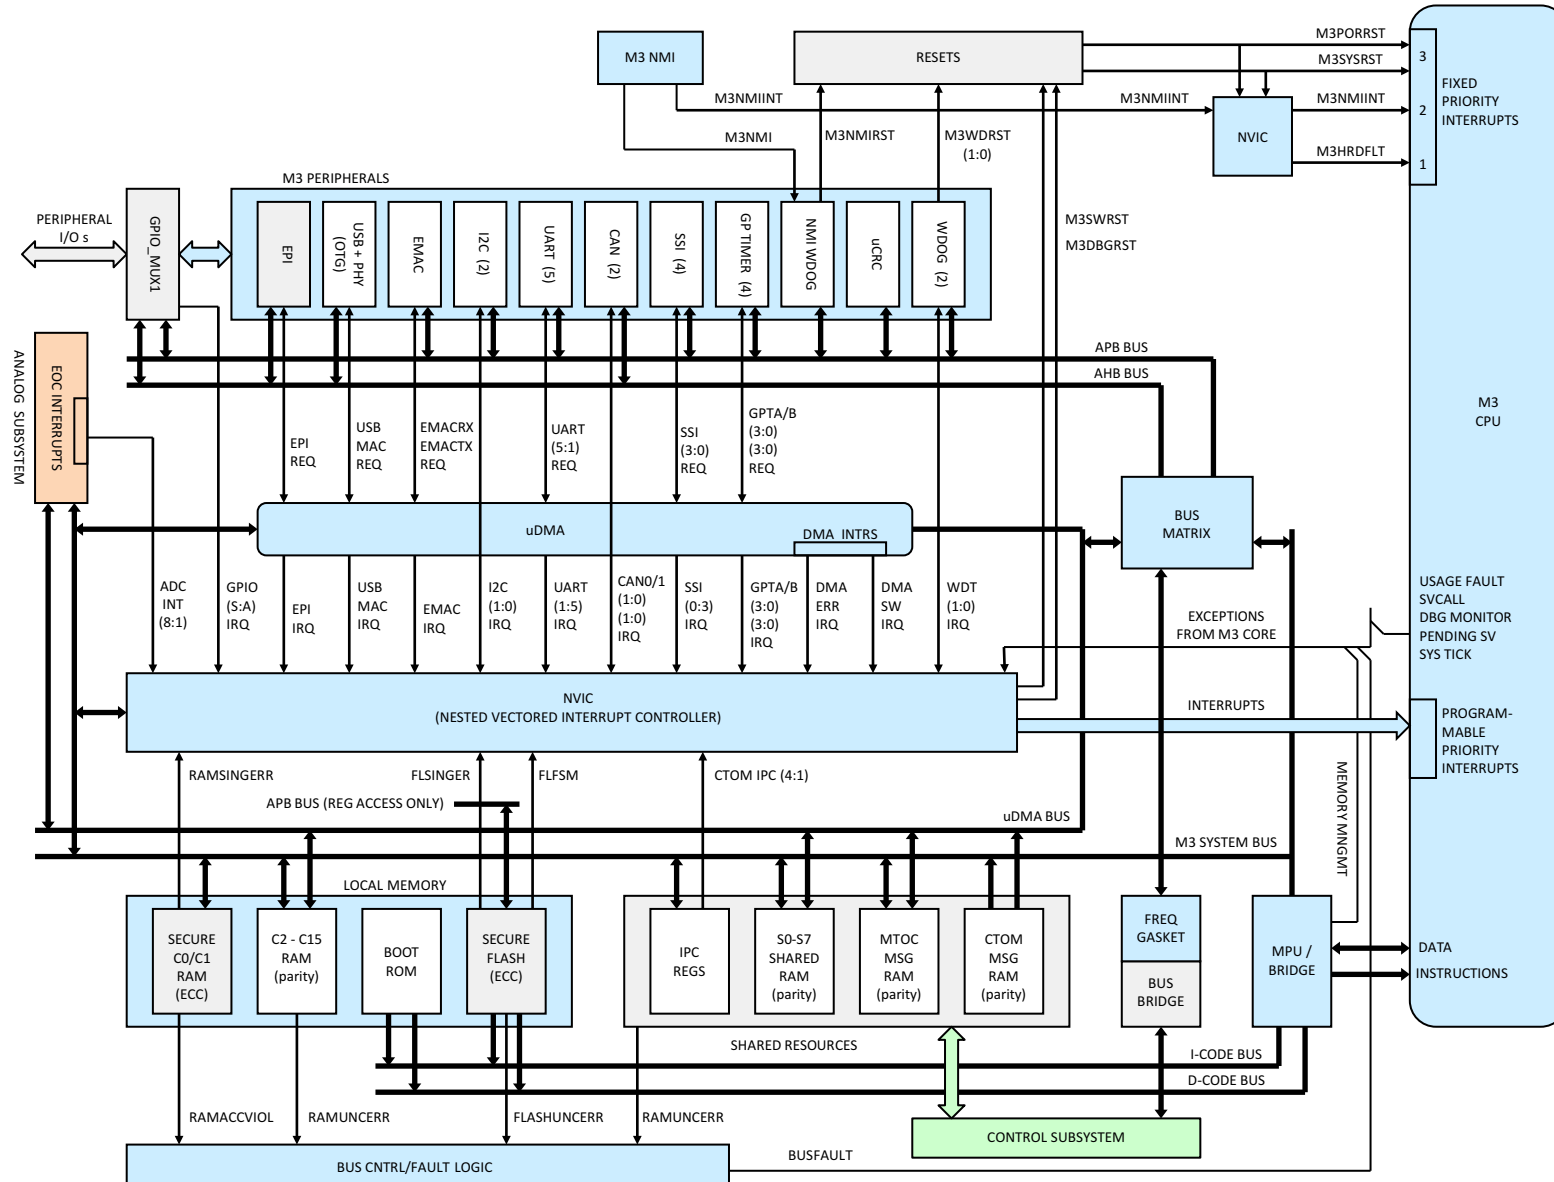 M3 NMI
RESETS
M3PORRST
M3SYSRST
M3NMIINT
M3NMIINT
M3NMIINT
NVIC
M3HRDFLT
3
2
1
FIXED
PRIORITY
INTERRUPTS
M3NMI
M3NMIRST
M3WDRST
(1:0)
M3SWRST
M3DBGRST
M3 PERIPHERALS
PERIPHERAL
I/O s
GPIO_MUX1
EPI
USB + PHY
(OTG)
EMAC
I2C (2)
UART (5)
CAN (2)
SSI (4)
GP TIMER (4)
NMI WDOG
uCRC
WDOG (2)
APB BUS
AHB BUS
ANALOG SUBSYSTEM
EOC INTERRUPTS
M3
CPU
EPI
REQ
USB
MAC
REQ
EMACRX
EMACTX
REQ
UART
(5:1)
REQ
SSI
(3:0)
REQ
GPTA/B
(3:0)
(3:0)
REQ
uDMA
DMA INTRS
BUS
MATRIX
ADC
INT
(8:1)
GPIO
(S:A)
IRQ
EPI
IRQ
USB
MAC
IRQ
EMAC
IRQ
I2C
(1:0)
IRQ
UART
(1:5)
IRQ
CAN0/1
(1:0)
(1:0)
IRQ
SSI
(0:3)
IRQ
GPTA/B
(3:0)
(3:0)
IRQ
DMA
ERR
IRQ
DMA
SW
IRQ
WDT
(1:0)
IRQ
EXCEPTIONS
FROM M3 CORE
USAGE FAULT
SVCALL
DBG MONITOR
PENDING SV
SYS TICK
NVIC
(NESTED VECTORED INTERRUPT CONTROLLER)
INTERRUPTS
PROGRAM-
MABLE
PRIORITY
INTERRUPTS
RAMSINGERR
FLSINGER
FLFSM
CTOM IPC (4:1)
APB BUS (REG ACCESS ONLY)
uDMA BUS
M3 SYSTEM BUS
MEMORY MNGMT
LOCAL MEMORY
SECURE
C0/C1
RAM
(ECC)
C2 - C15
RAM
(parity)
BOOT
ROM
SECURE
FLASH
(ECC)
IPC
REGS
S0-S7
SHARED
RAM
(parity)
MTOC
MSG
RAM
(parity)
CTOM
MSG
RAM
(parity)
FREQ
GASKET
BUS
BRIDGE
MPU /
BRIDGE
DATA
INSTRUCTIONS
SHARED RESOURCES
I-CODE BUS
D-CODE BUS
RAMACCVIOL
RAMUNCERR
FLASHUNCERR
RAMUNCERR
CONTROL SUBSYSTEM
BUS CNTRL/FAULT LOGIC
BUSFAULT